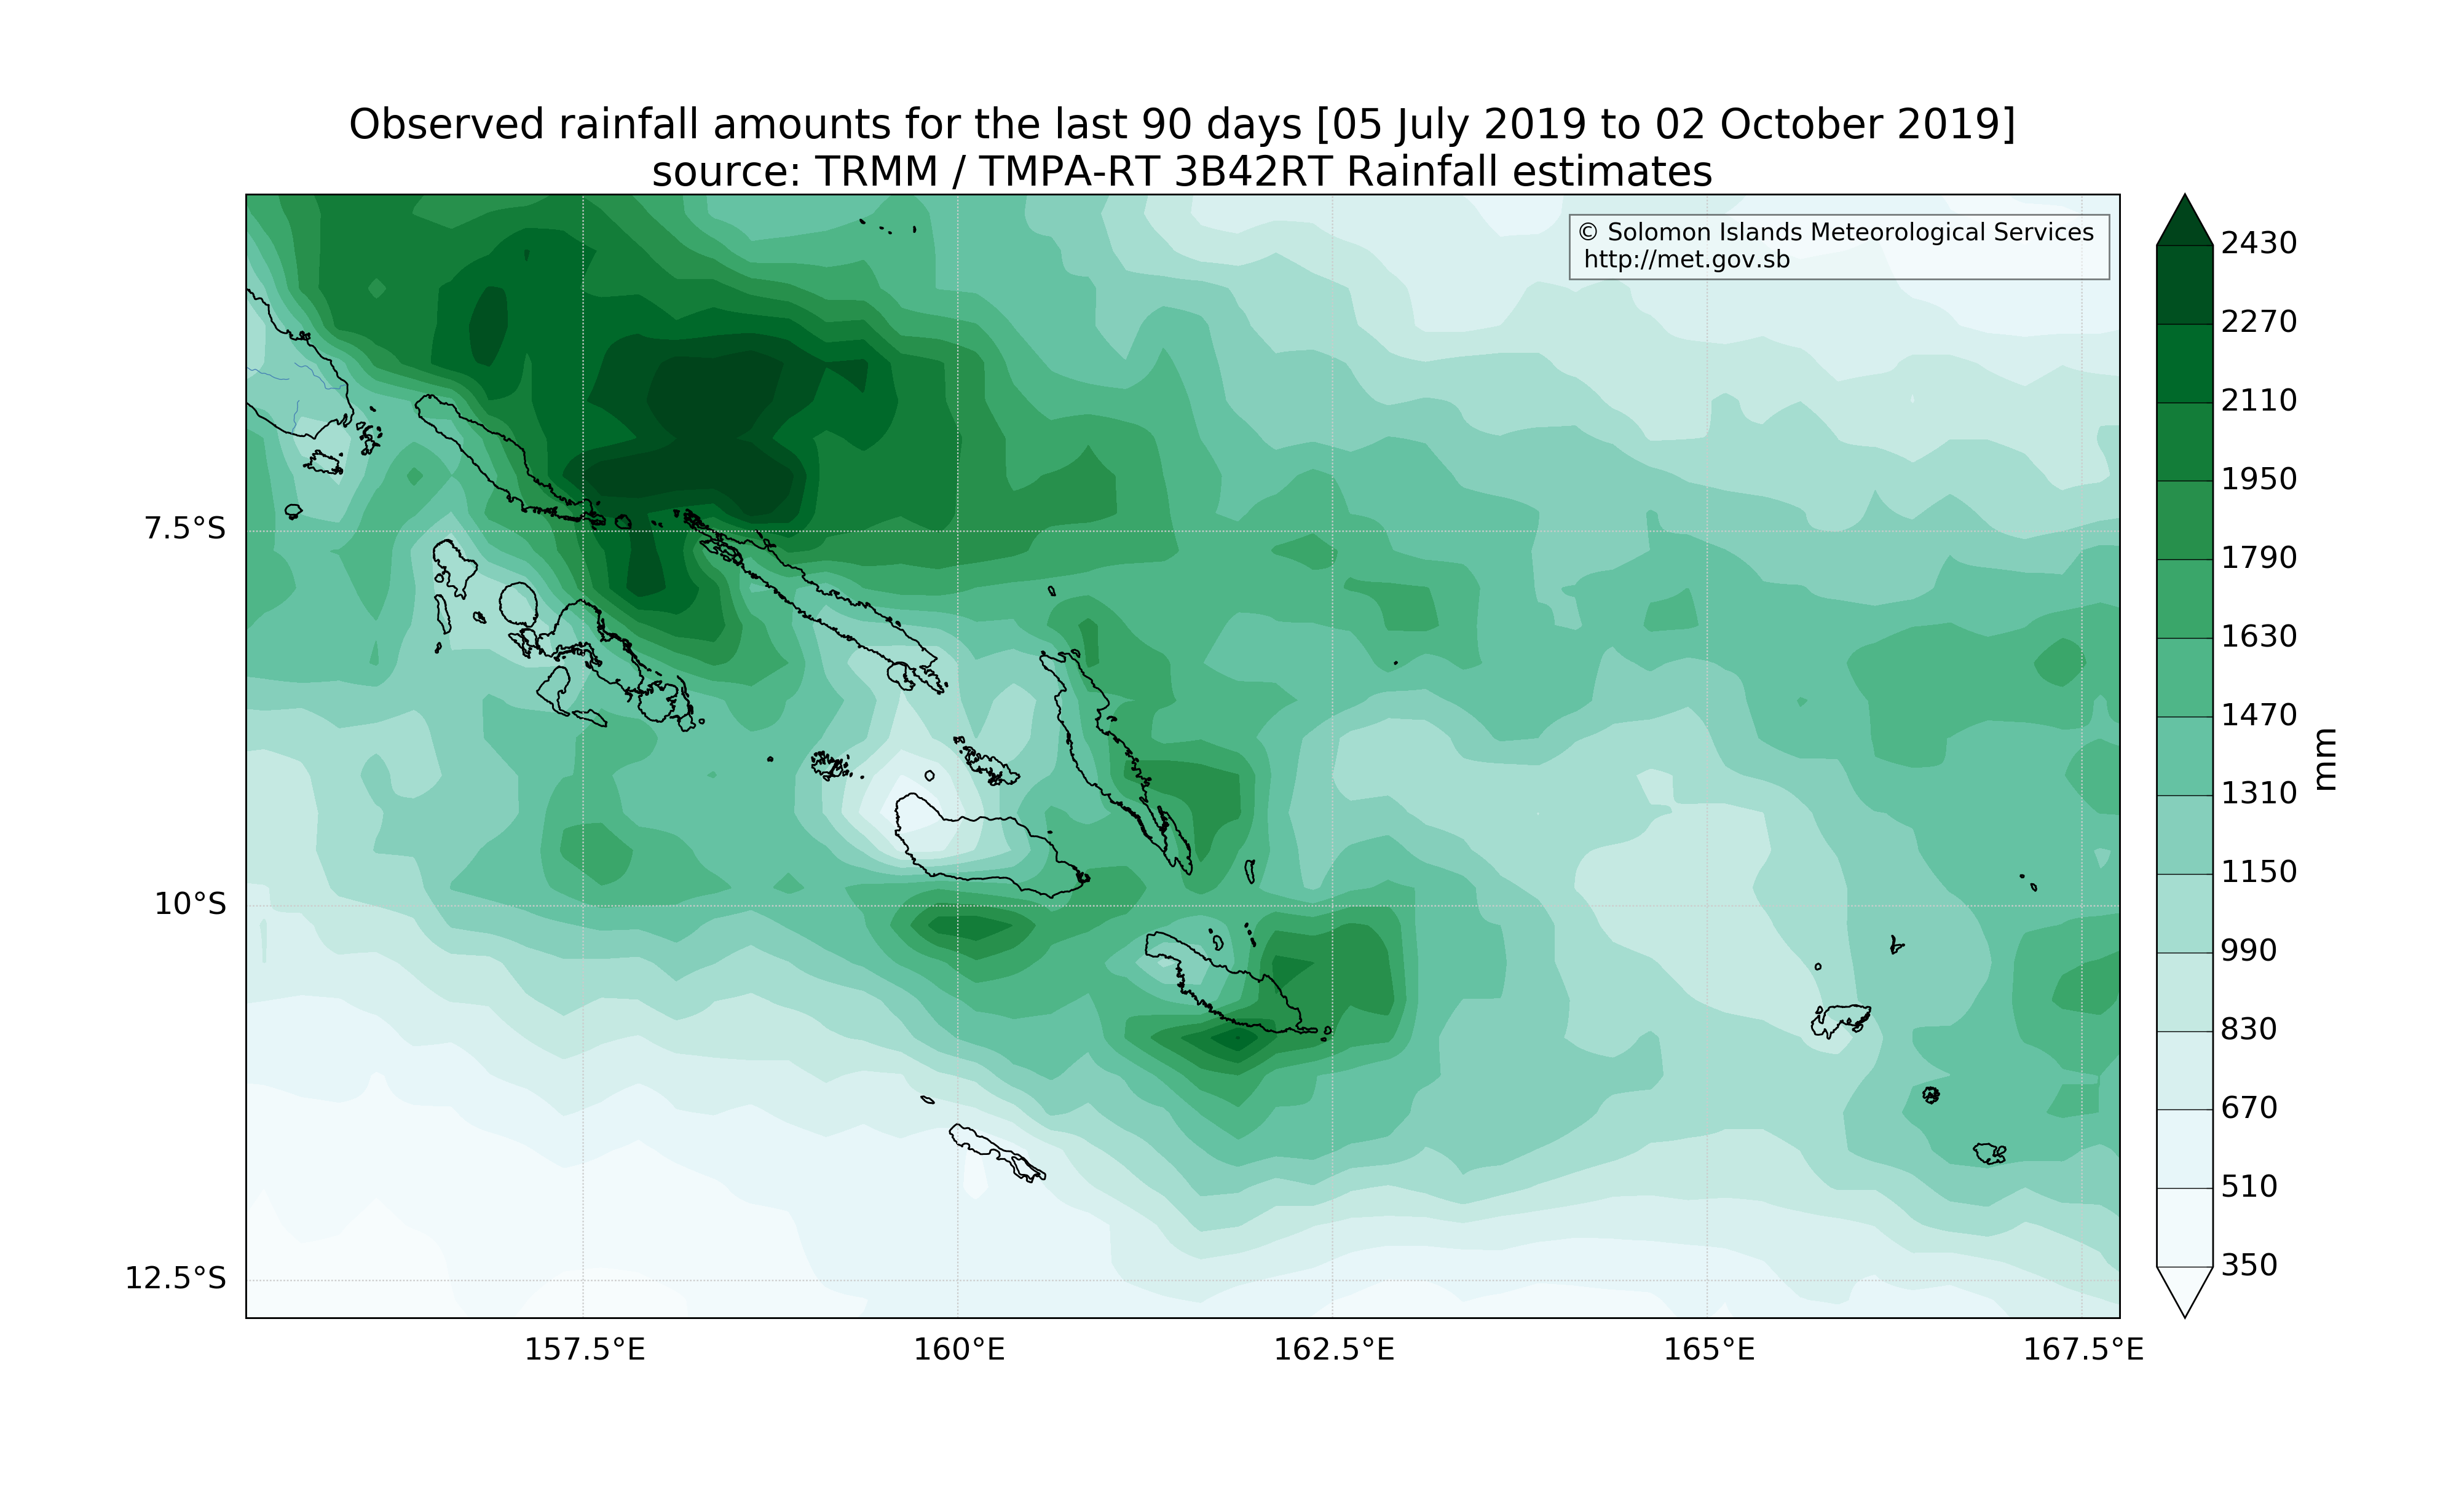 Observed rainfall amounts for the last 90 days [05 July 2019 to 02 October 2019]
source: TRMM / TMPA-RT 3B42RT Rainfall estimates
© Solomon Islands Meteorological Services
http://met.gov.sb
2430
2270
2110
1950
1790
1630
1470
1310
1150
990
830
670
510
350
mm
7.5°S
10°S
12.5°S
157.5°E
160°E
162.5°E
165°E
167.5°E